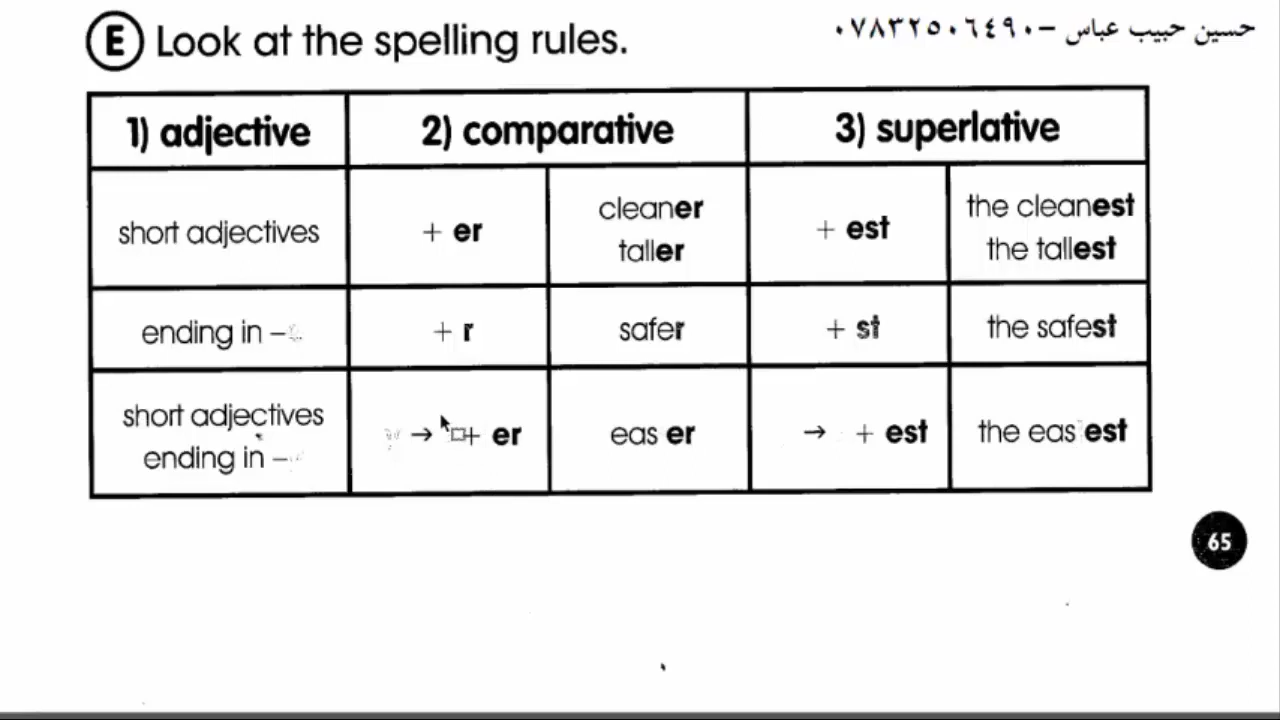 E Look at the spelling rules.
حسين حبيب عباس – ٠٧٨٣٢٥٠٦٤٩٠
1) adjective 2) comparative 3) superlative
short adjectives + er cleaner taller + est the cleanest the tallest
ending in – + r safer + st the safest
short adjectives ending in – → + er eas er → + est the eas est
65